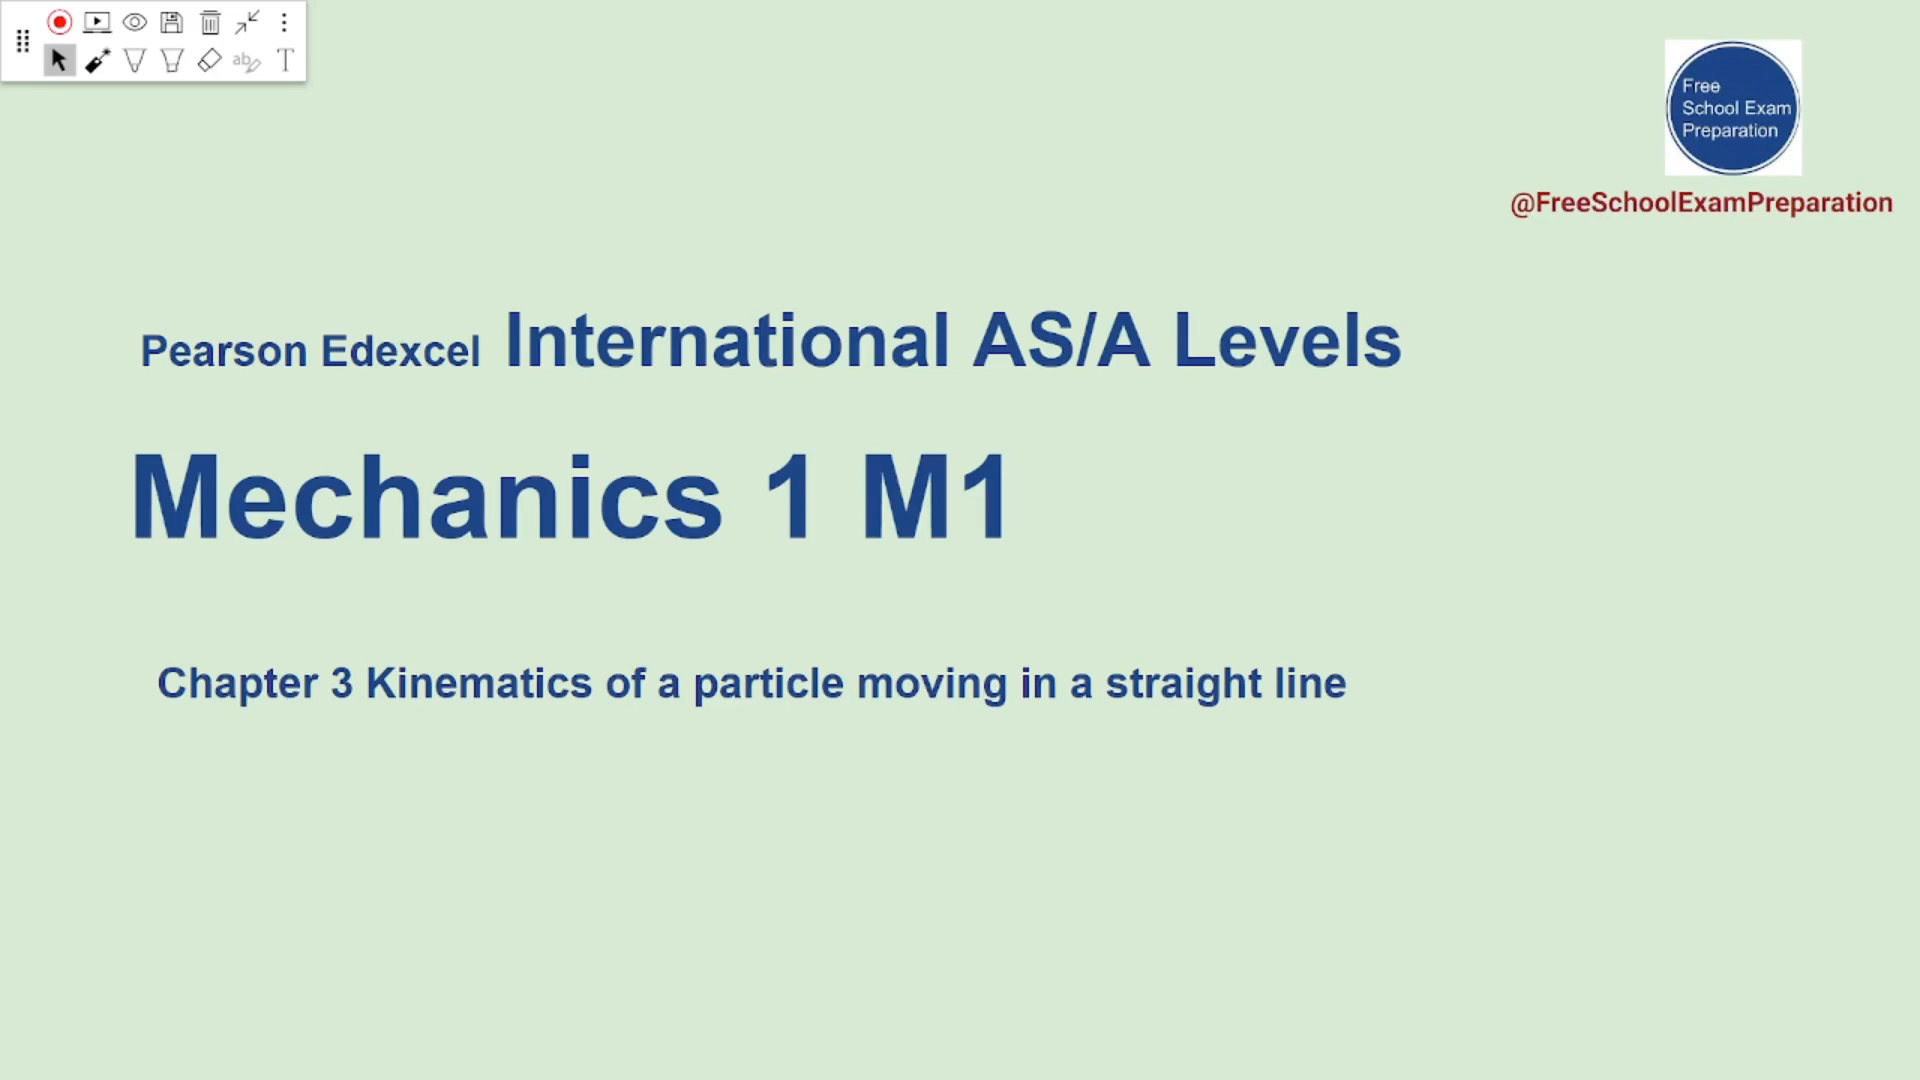 Free
School Exam
Preparation
@FreeSchoolExamPreparation
Pearson Edexcel International AS/A Levels
Mechanics 1 M1
Chapter 3 Kinematics of a particle moving in a straight line
ab
T